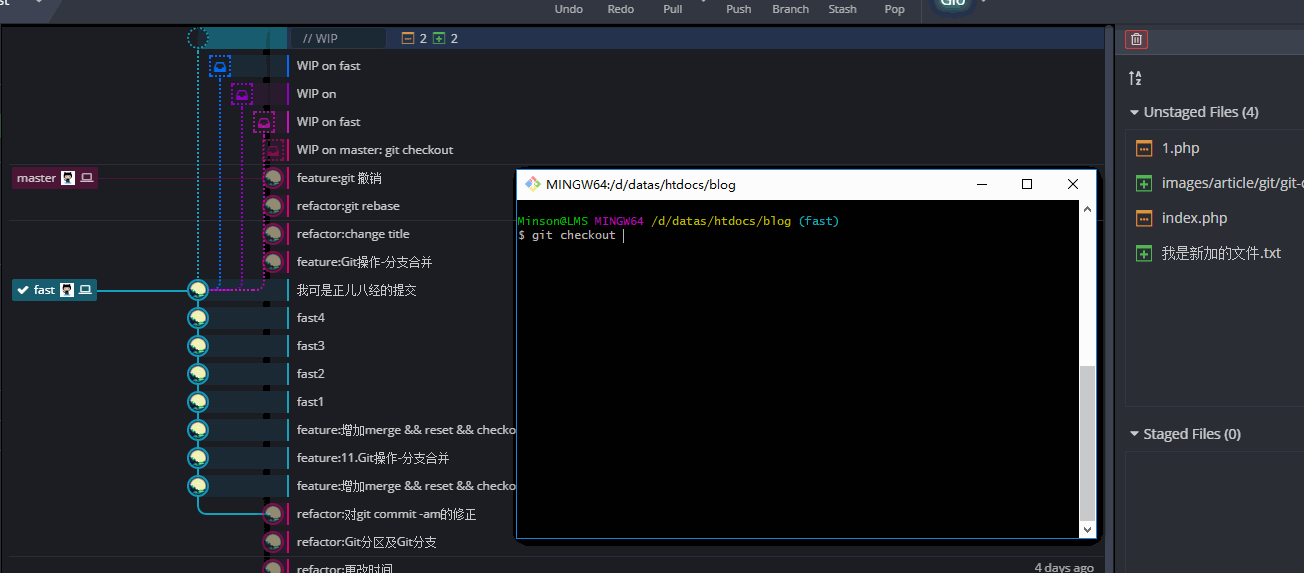 st
Undo Redo Pull Push Branch Stash Pop
Glo
// WIP 2 2
WIP on fast
WIP on
WIP on fast
WIP on master: git checkout
master
feature:git 撤销
refactor:git rebase
refactor:change title
feature:Git操作-分支合并
fast
我可是正儿八经的提交
fast4
fast3
fast2
fast1
feature:增加merge && reset && checko
feature:11.Git操作-分支合并
feature:增加merge && reset && checko
refactor:对git commit -am的修正
refactor:Git分区及Git分支
refactor:更改时间
4 days ago
MINGW64:/d/datas/htdocs/blog
Minson@LMS MINGW64 /d/datas/htdocs/blog (fast)
$ git checkout
Unstaged Files (4)
1.php
images/article/git/git-c
index.php
我是新加的文件.txt
Staged Files (0)